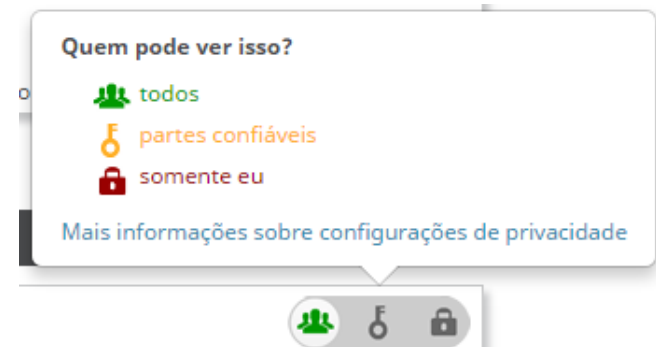 Quem pode ver isso?
todos
partes confiáveis
somente eu
Mais informações sobre configurações de privacidade